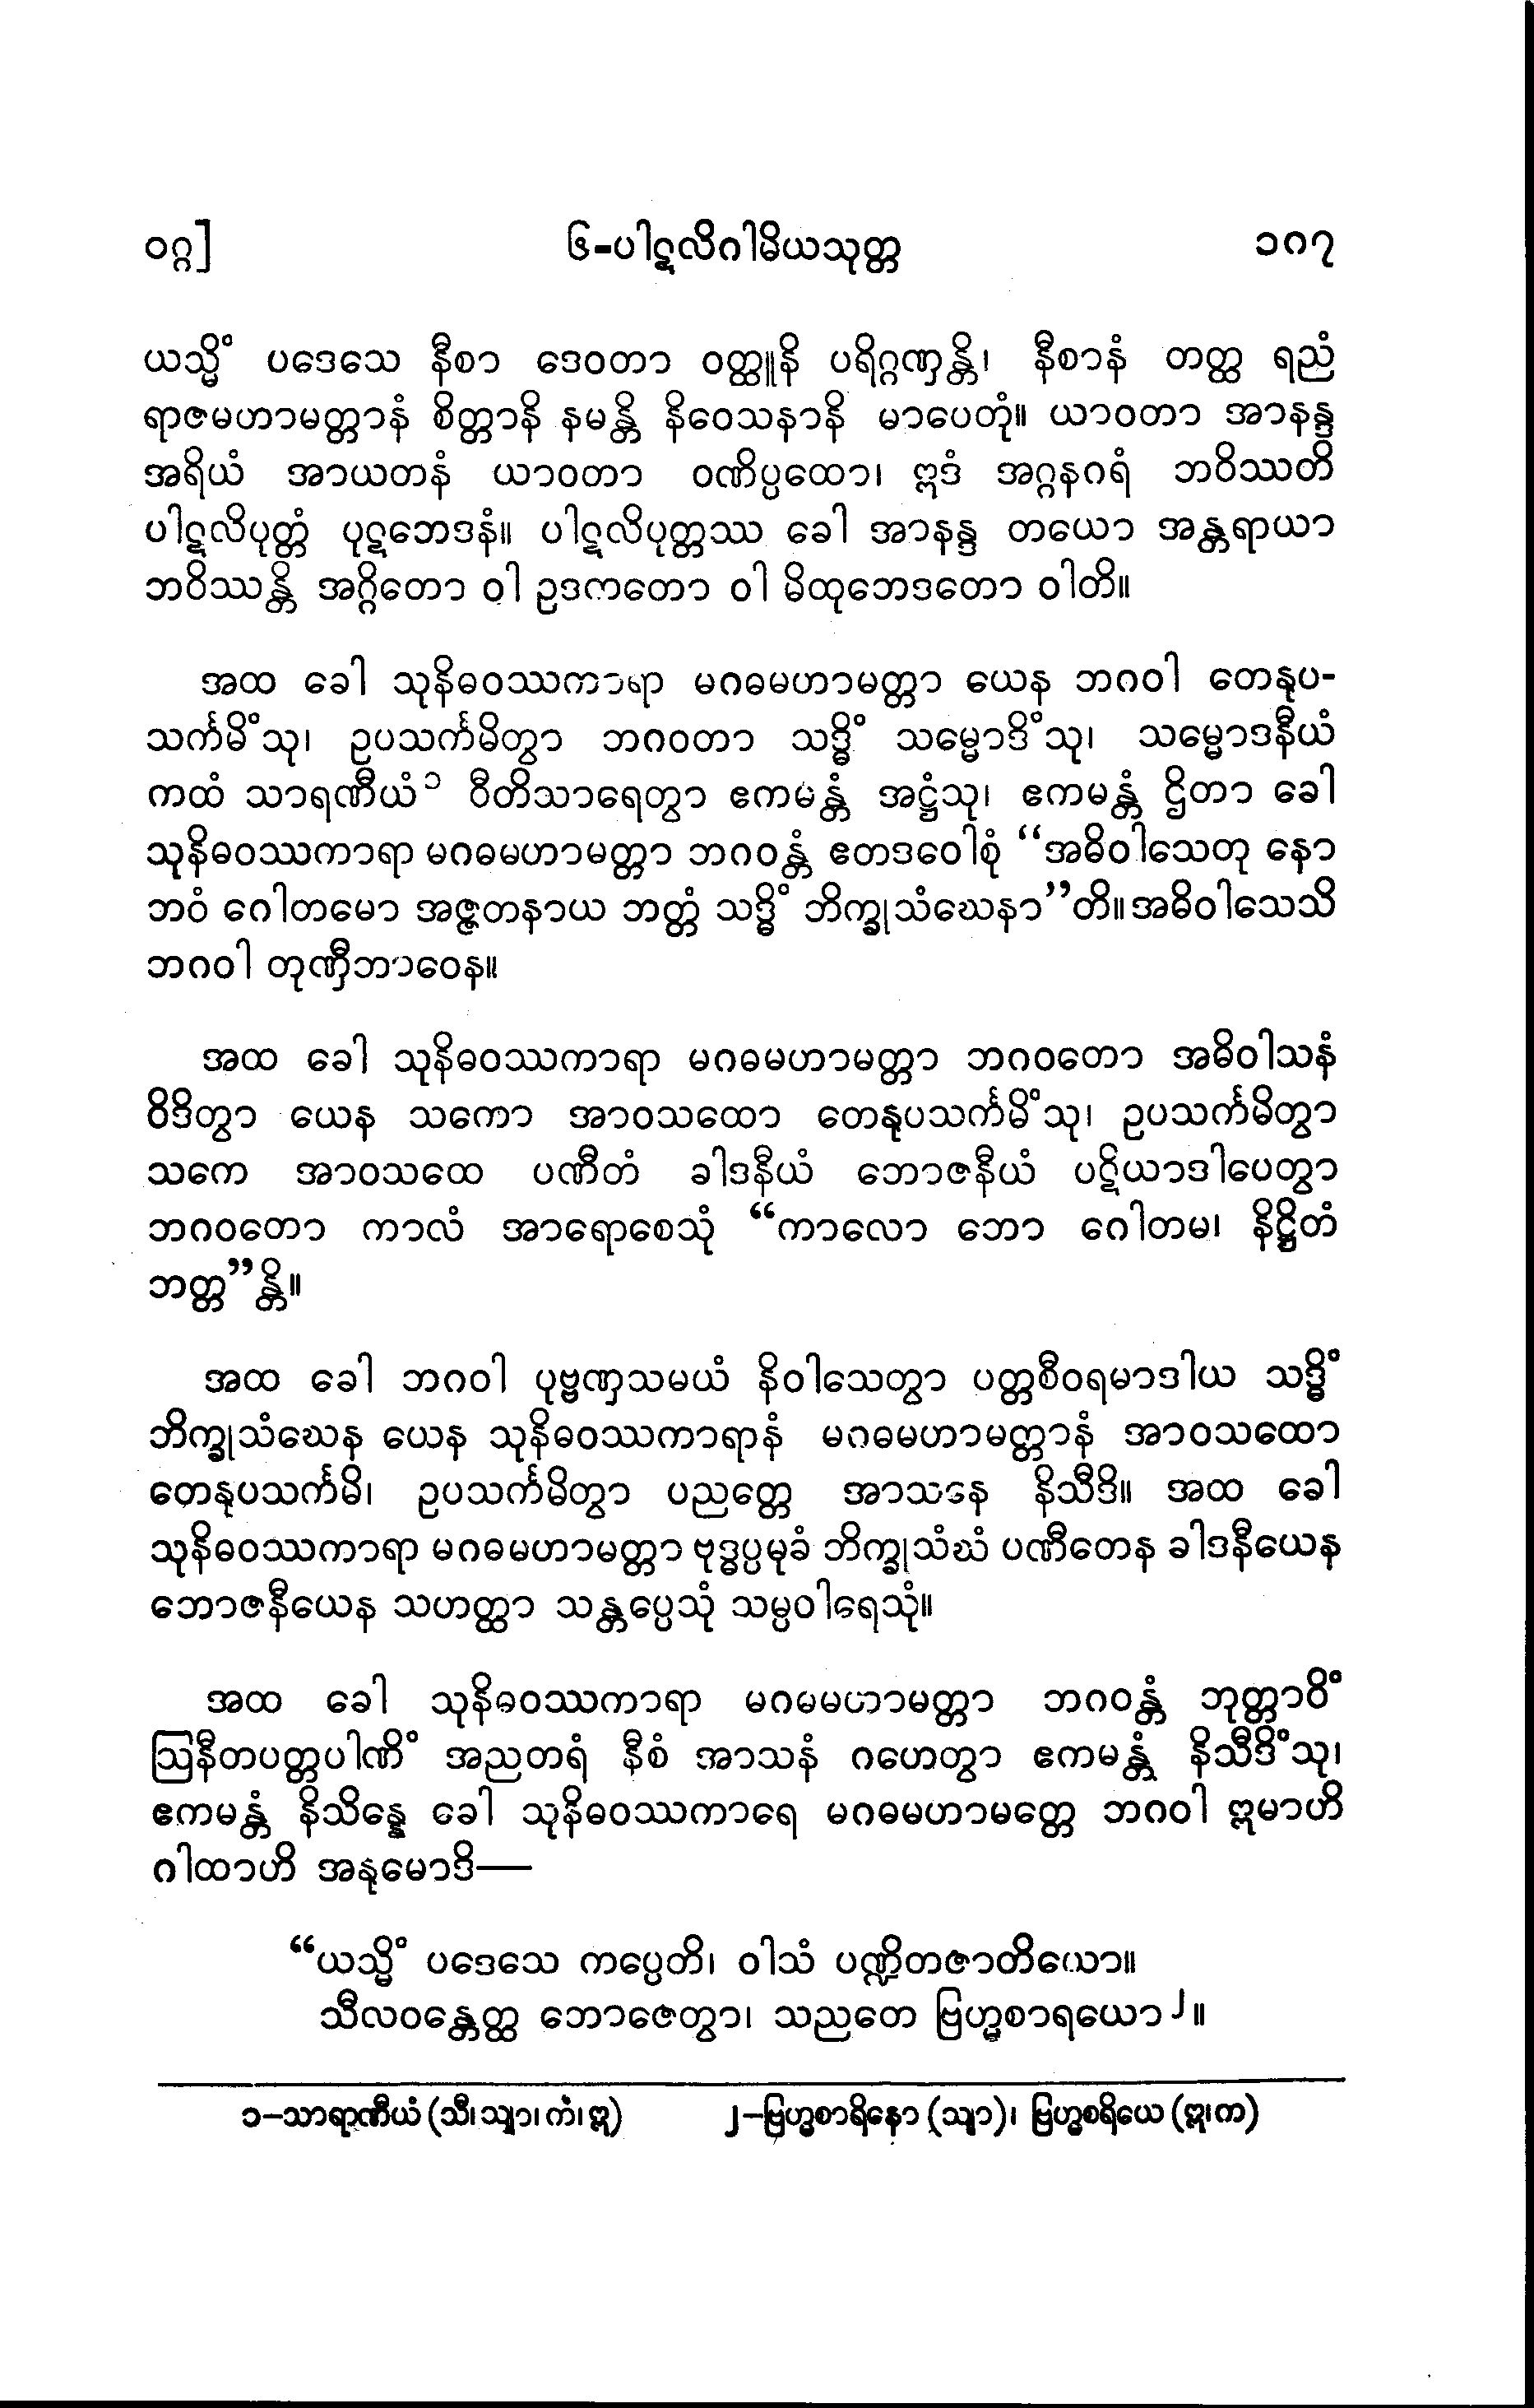 ဝဂ္ဂ] ၆-ပါဋလိဂါမိယသုတ္တ ၁၈၇
ယသ္မိံ ပဒေသေ နီစာ ဒေဝတာ ဝတ္ထူနိ ပရိဂ္ဂဏှန္တိ၊ နီစာနံ တတ္ထ ရညံ
ရာဇမဟာမတ္တာနံ စိတ္တာနိ နမန္တိ နိဝေသနာနိ မာပေတုံ။ ယာဝတာ အာနန္ဒ
အရိယံ အာယတနံ ယာဝတာ ဝဏိပ္ပထော၊ ဣဒံ အဂ္ဂနဂရံ ဘဝိဿတိ
ပါဋလိပုတ္တံ ပုဋဘေဒနံ။ ပါဋလိပုတ္တဿ ခေါ အာနန္ဒ တယော အန္တရာယာ
ဘဝိဿန္တိ အဂ္ဂိတော ဝါ ဥဒကတော ဝါ မိထုဘေဒတော ဝါတိ။
အထ ခေါ သုနိဓဝဿကာရာ မဂဓမဟာမတ္တာ ယေန ဘဂဝါ တေနုပ-
သင်္ကမိံသု၊ ဥပသင်္ကမိတွာ ဘဂဝတာ သဒ္ဓိံ သမ္မောဒိံသု၊ သမ္မောဒနီယံ
ကထံ သာရဏီယံ၁ ဝီတိသာရေတွာ ဧကမန္တံ အဋ္ဌံသု၊ ဧကမန္တံ ဌိတာ ခေါ
သုနိဓဝဿကာရာ မဂဓမဟာမတ္တာ ဘဂဝန္တံ ဧတဒဝေါစုံ “အဓိဝါသေတု နော
ဘဝံ ဂေါတမော အဇ္ဇတနာယ ဘတ္တံ သဒ္ဓိံ ဘိက္ခုသံဃေနာ”တိ။ အဓိဝါသေသိ
ဘဂဝါ တုဏှီဘာဝေန။
အထ ခေါ သုနိဓဝဿကာရာ မဂဓမဟာမတ္တာ ဘဂဝတော အဓိဝါသနံ
ဝိဒိတွာ ယေန သကော အာဝသထော တေနုပသင်္ကမိံသု၊ ဥပသင်္ကမိတွာ
သကေ အာဝသထေ ပဏီတံ ခါဒနီယံ ဘောဇနီယံ ပဋိယာဒါပေတွာ
ဘဂဝတော ကာလံ အာရောစေသုံ “ကာလော ဘော ဂေါတမ၊ နိဋ္ဌိတံ
ဘတ္တ”န္တိ။
အထ ခေါ ဘဂဝါ ပုဗ္ဗဏှသမယံ နိဝါသေတွာ ပတ္တစီဝရမာဒါယ သဒ္ဓိံ
ဘိက္ခုသံဃေန ယေန သုနိဓဝဿကာရာနံ မဂဓမဟာမတ္တာနံ အာဝသထော
တေနုပသင်္ကမိ၊ ဥပသင်္ကမိတွာ ပညတ္တေ အာသနေ နိသီဒိ။ အထ ခေါ
သုနိဓဝဿကာရာ မဂဓမဟာမတ္တာ ဗုဒ္ဓပ္ပမုခံ ဘိက္ခုသံဃံ ပဏီတေန ခါဒနီယေန
ဘောဇနီယေန သဟတ္ထာ သန္တပ္ပေသုံ သမ္ပဝါရေသုံ။
အထ ခေါ သုနိဓဝဿကာရာ မဂဓမဟာမတ္တာ ဘဂဝန္တံ ဘုတ္တာဝိံ
ဩနီတပတ္တပါဏိံ အညတရံ နီစံ အာသနံ ဂဟေတွာ ဧကမန္တံ နိသီဒိံသု၊
ဧကမန္တံ နိသိန္နေ ခေါ သုနိဓဝဿကာရေ မဂဓမဟာမတ္တေ ဘဂဝါ ဣမာဟိ
ဂါထာဟိ အနုမောဒိ—
“ယသ္မိံ ပဒေသေ ကပ္ပေတိ၊ ဝါသံ ပဏ္ဍိတဇာတိယော။
သီလဝန္တေတ္ထ ဘောဇေတွာ၊ သညတေ ဗြဟ္မစာရယော၂။
၁-သာရာဏီယံ (သီ၊ သျာ၊ ကံ၊ ဣ) ၂-ဗြဟ္မစာရိနော (သျာ)၊ ဗြဟ္မစရိယေ (ဣ၊ က)